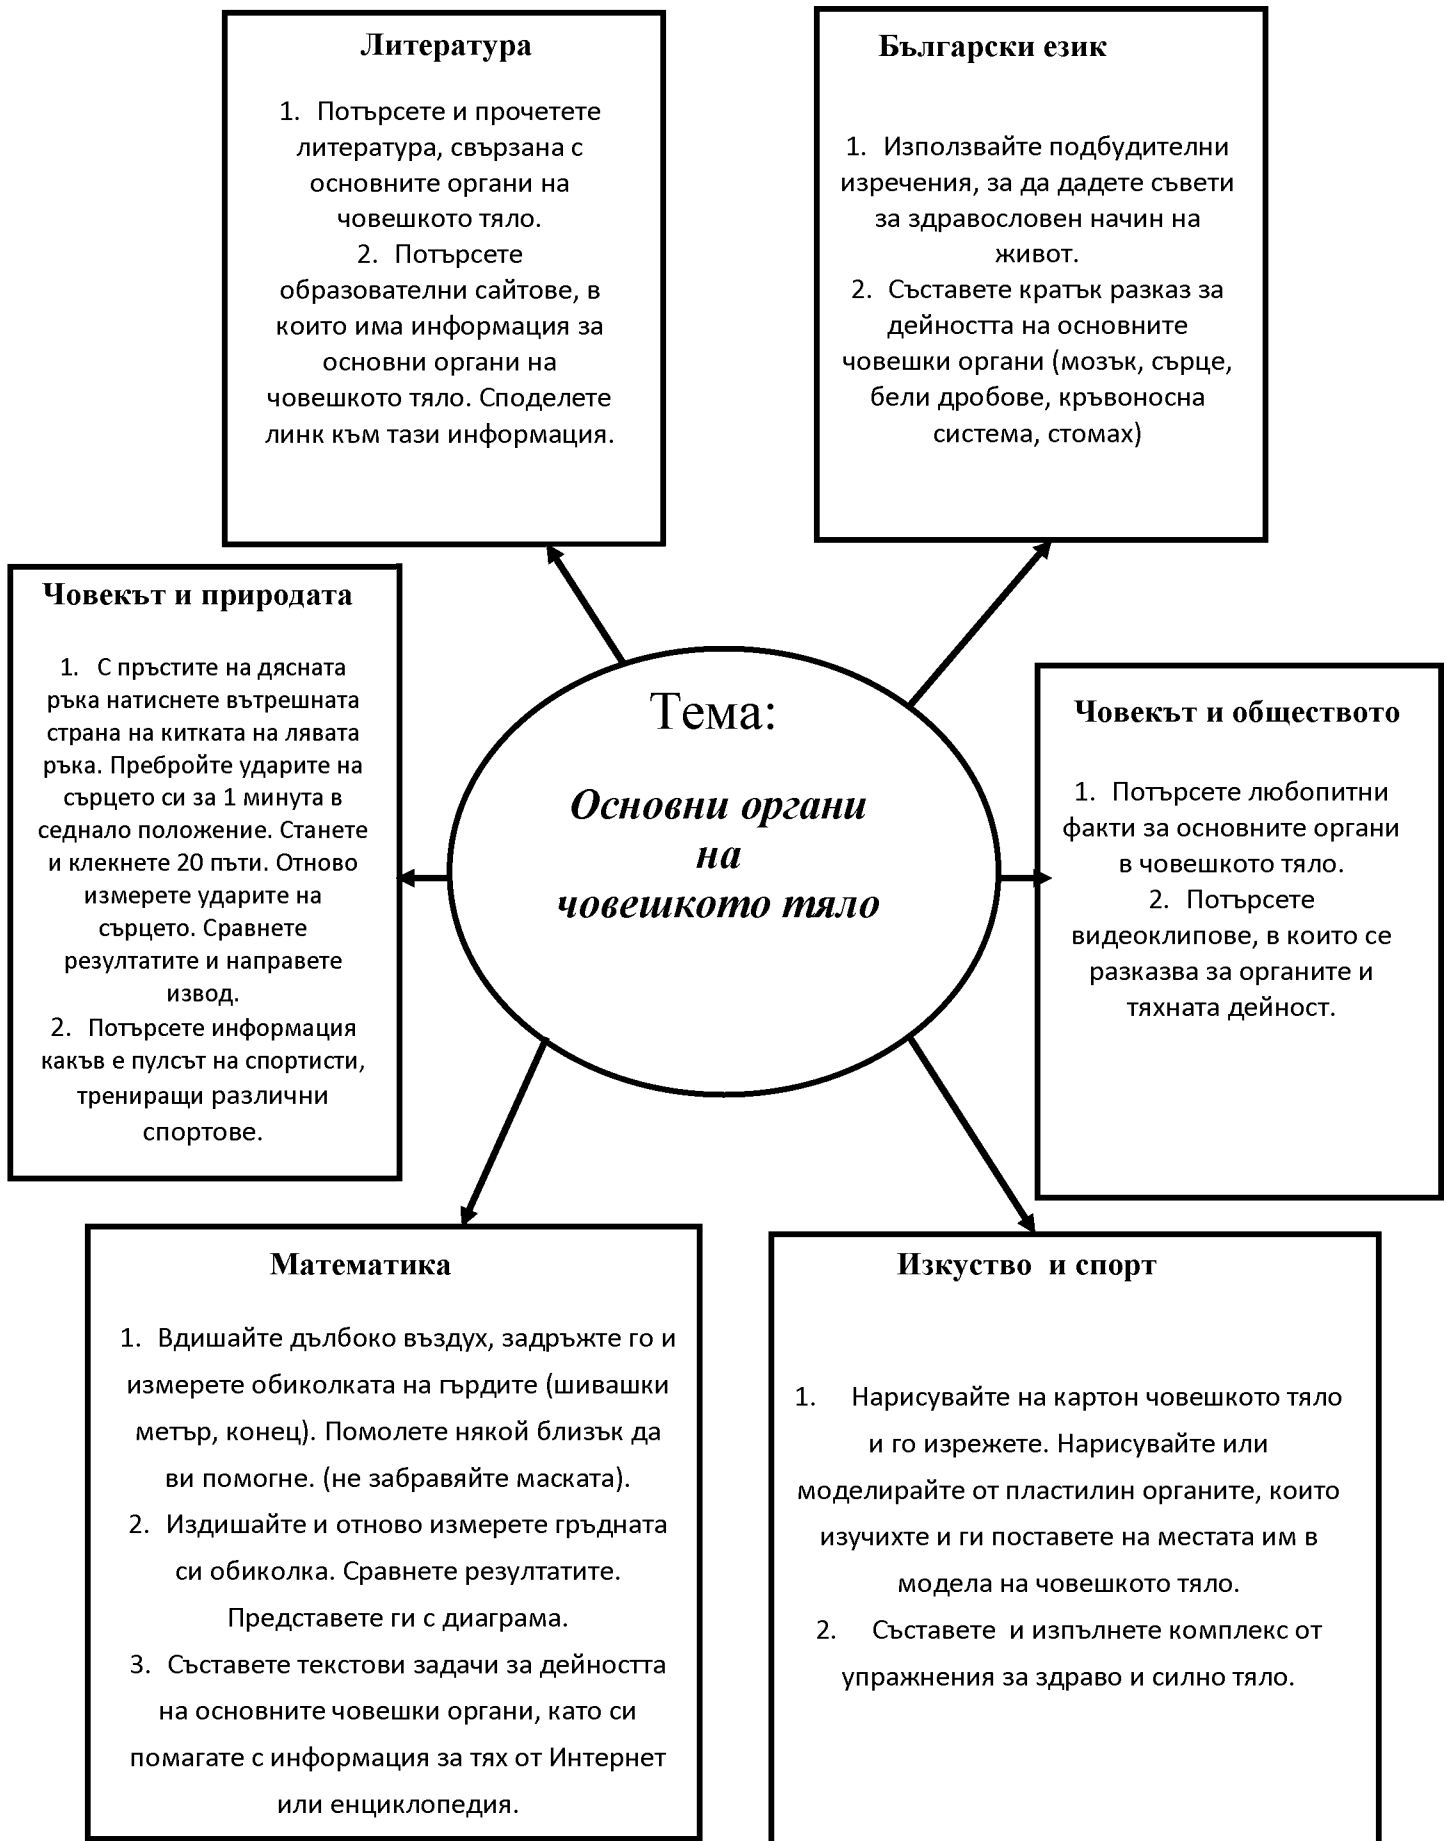 Литература
1. Потърсете и прочетете
литература, свързана с
основните органи на
човешкото тяло.
2. Потърсете
образователни сайтове, в
които има информация за
основни органи на
човешкото тяло. Споделете
линк към тази информация.
Български език
1. Използвайте подбудителни
изречения, за да дадете съвети
за здравословен начин на
живот.
2. Съставете кратък разказ за
дейността на основните
човешки органи (мозък, сърце,
бели дробове, кръвоносна
система, стомах)
Човекът и природата
1. С пръстите на дясната
ръка натиснете вътрешната
страна на китката на лявата
ръка. Пребройте ударите на
сърцето си за 1 минута в
седнало положение. Станете
и клекнете 20 пъти. Отново
измерете ударите на
сърцето. Сравнете
резултатите и направете
извод.
2. Потърсете информация
какъв е пулсът на спортисти,
трениращи различни
спортове.
Тема:
Основни органи
на
човешкото тяло
Човекът и обществото
1. Потърсете любопитни
факти за основните органи
в човешкото тяло.
2. Потърсете
видеоклипове, в които се
разказва за органите и
тяхната дейност.
Математика
1. Вдишайте дълбоко въздух, задръжте го и
измерете обиколката на гърдите (шивашки
метър, конец). Помолете някой близък да
ви помогне. (не забравяйте маската).
2. Издишайте и отново измерете гръдната
си обиколка. Сравнете резултатите.
Представете ги с диаграма.
3. Съставете текстови задачи за дейността
на основните човешки органи, като си
помагате с информация за тях от Интернет
или енциклопедия.
Изкуство и спорт
1. Нарисувайте на картон човешкото тяло
и го изрежете. Нарисувайте или
моделирайте от пластилин органите, които
изучихте и ги поставете на местата им в
модела на човешкото тяло.
2. Съставете и изпълнете комплекс от
упражнения за здраво и силно тяло.